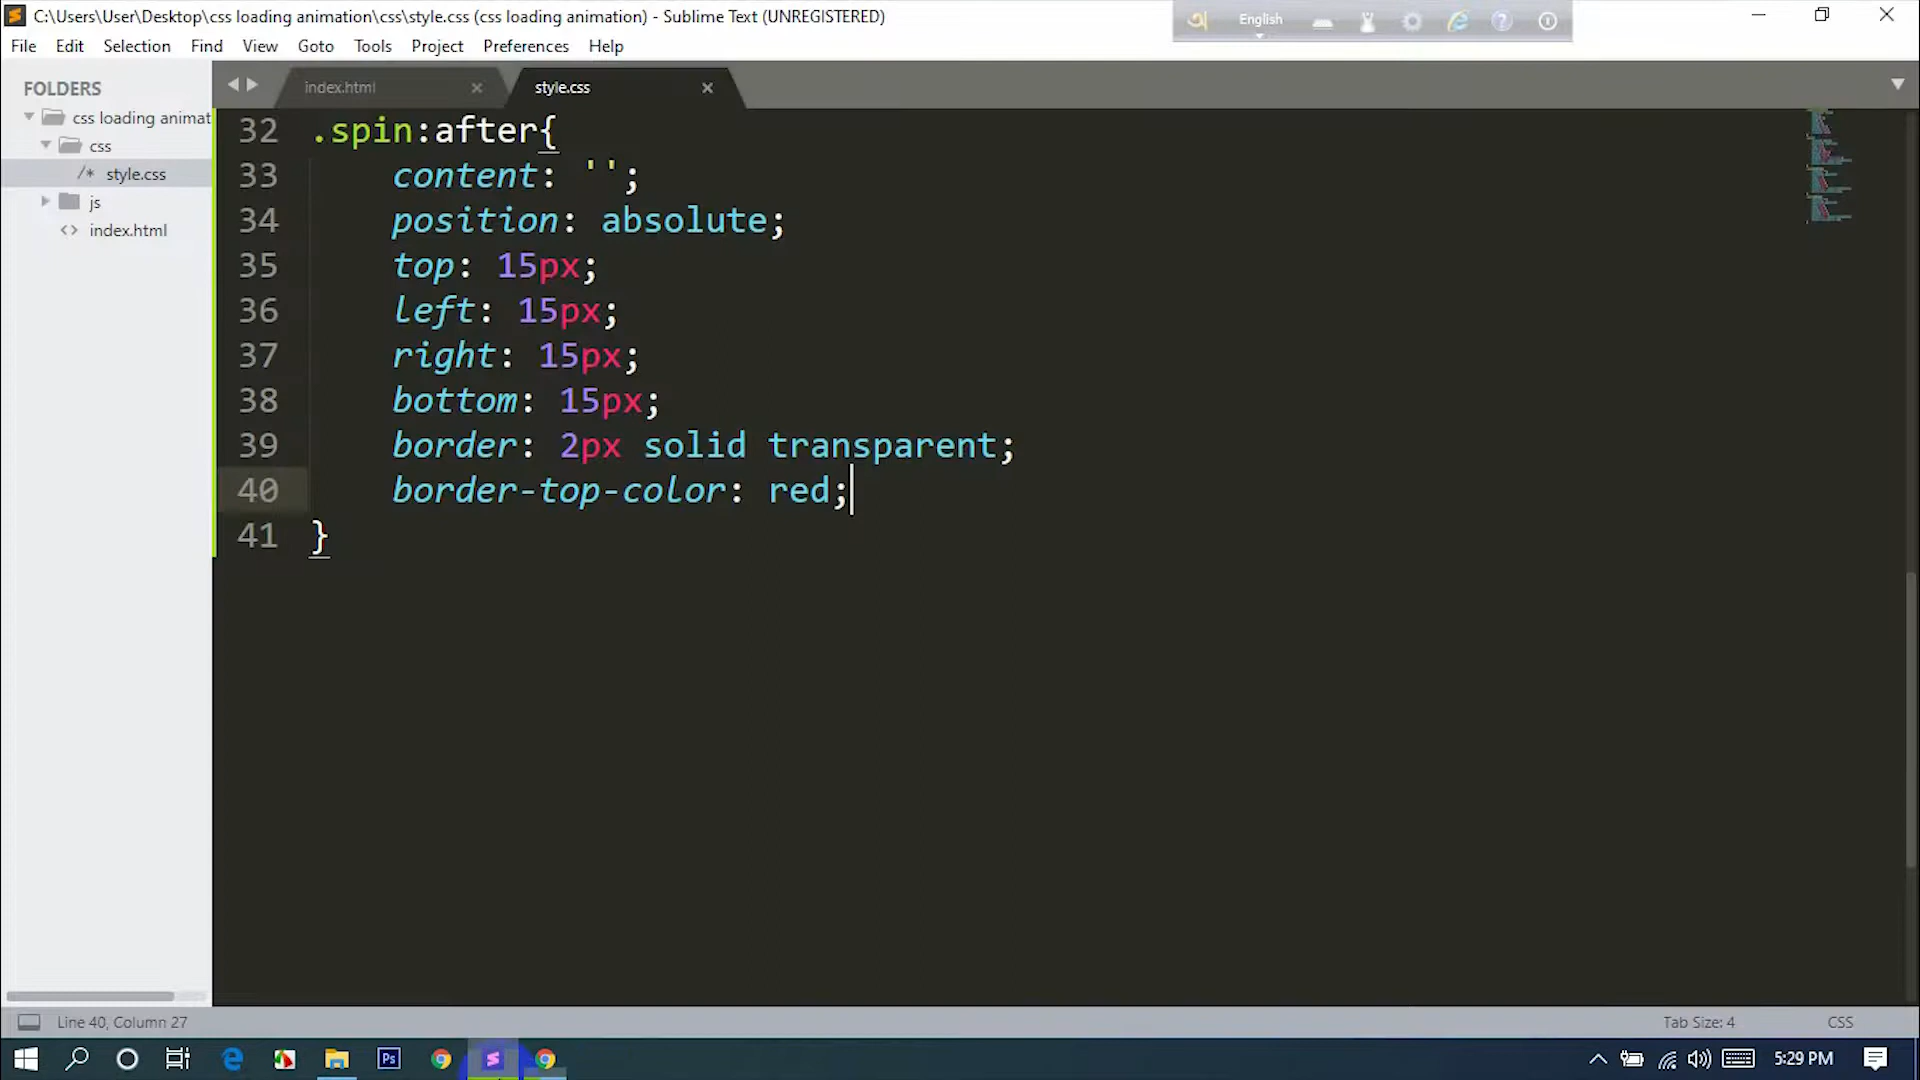 C:\Users\User\Desktop\css loading animation\css\style.css (css loading animation) - Sublime Text (UNREGISTERED)
English
File Edit Selection Find View Goto Tools Project Preferences Help
FOLDERS
css loading animat
css
/* style.css
js
<> index.html
index.html
style.css
32 .spin:after{
33 content: '';
34 position: absolute;
35 top: 15px;
36 left: 15px;
37 right: 15px;
38 bottom: 15px;
39 border: 2px solid transparent;
40 border-top-color: red;
41 }
Line 40, Column 27
Tab Size: 4
CSS
Ps
5:29 PM